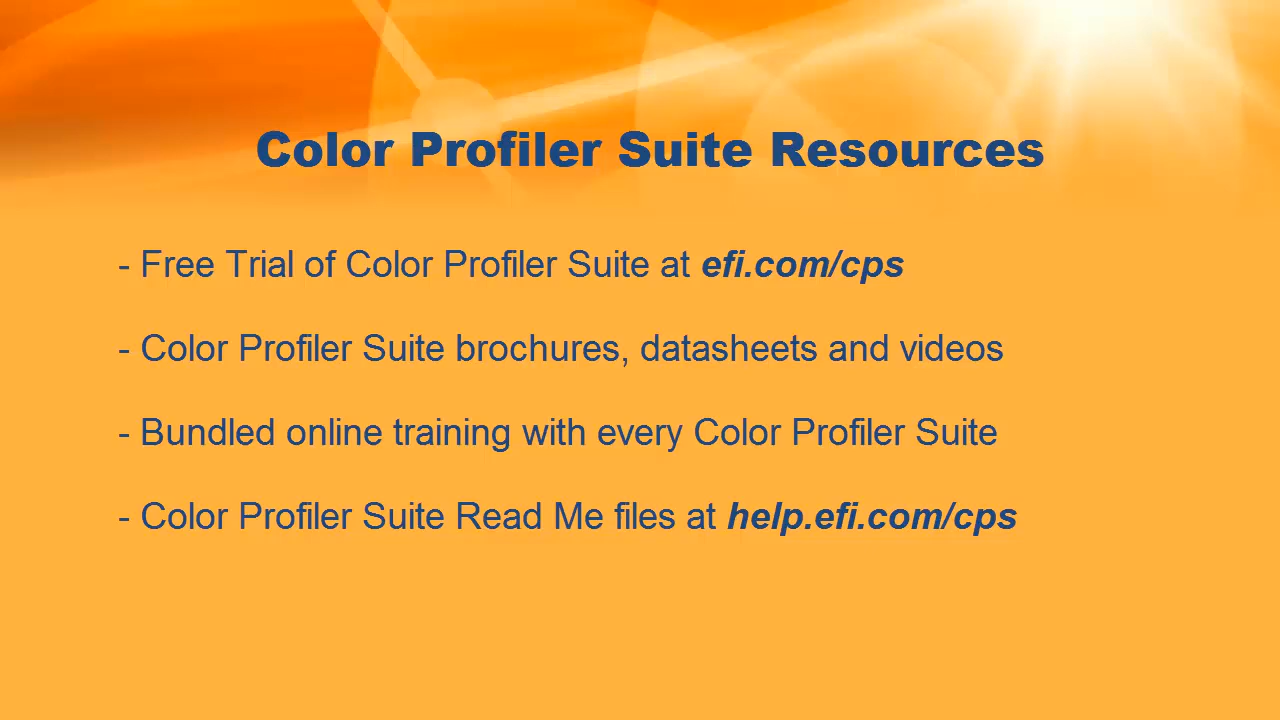 Color Profiler Suite Resources
- Free Trial of Color Profiler Suite at efi.com/cps
- Color Profiler Suite brochures, datasheets and videos
- Bundled online training with every Color Profiler Suite
- Color Profiler Suite Read Me files at help.efi.com/cps